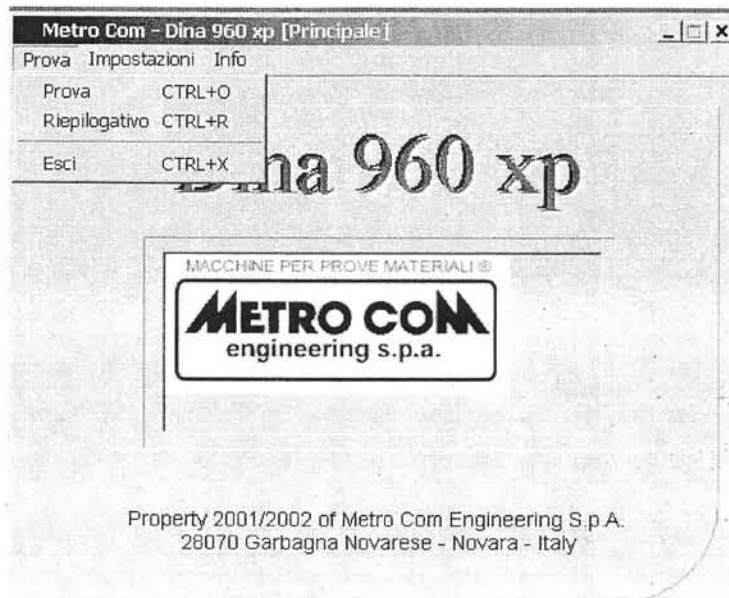 Metro Com - Dina 960 xp [Principale]
Prova Impostazioni Info
Prova CTRL+O
Riepilogativo CTRL+R
Esci CTRL+X
Dina 960 xp
MACCHINE PER PROVE MATERIALI ®
METRO COM
engineering s.p.a.
Property 2001/2002 of Metro Com Engineering S.p.A.
28070 Garbagna Novarese - Novara - Italy